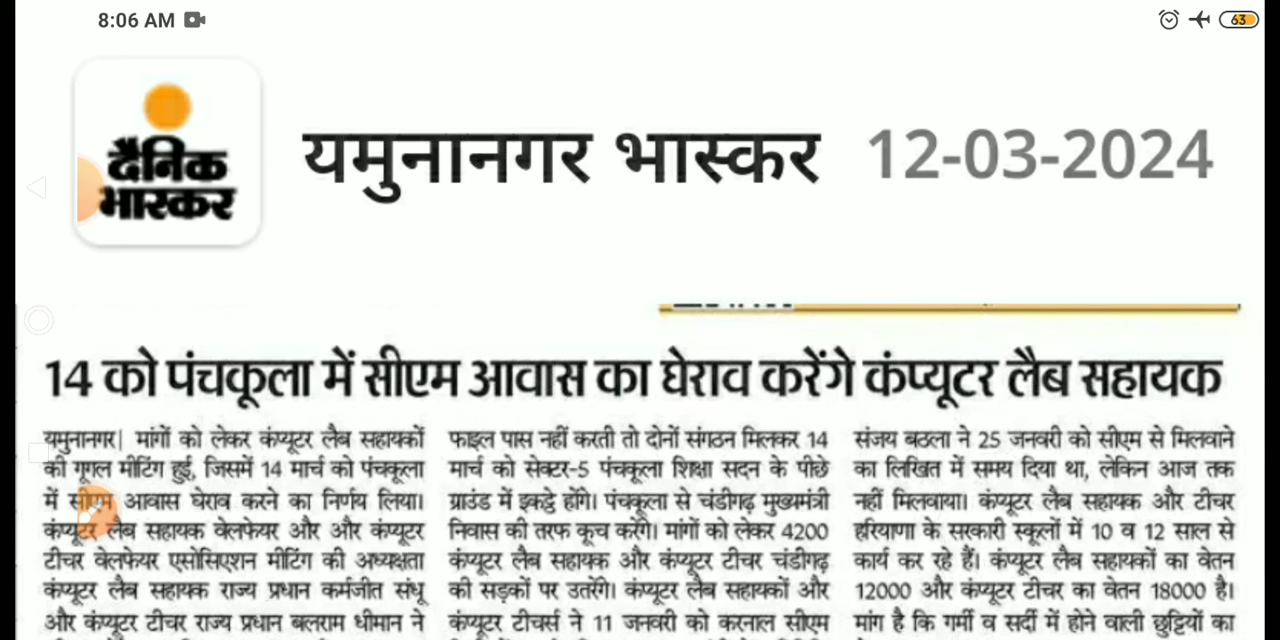 8:06 AM
63
दैनिक
भास्कर
यमुनानगर भास्कर 12-03-2024
14 को पंचकूला में सीएम आवास का घेराव करेंगे कंप्यूटर लैब सहायक
यमुनानगर| मांगों को लेकर कंप्यूटर लैब सहायकों
की गूगल मीटिंग हुई, जिसमें 14 मार्च को पंचकूला
में सीएम आवास घेराव करने का निर्णय लिया।
कंप्यूटर लैब सहायक वेलफेयर और और कंप्यूटर
टीचर वेलफेयर एसोसिएशन मीटिंग की अध्यक्षता
कंप्यूटर लैब सहायक राज्य प्रधान कर्मजीत संधू
और कंप्यूटर टीचर राज्य प्रधान बलराम धीमान ने
फाइल पास नहीं करती तो दोनों संगठन मिलकर 14
मार्च को सेक्टर-5 पंचकूला शिक्षा सदन के पीछे
ग्राउंड में इकट्ठे होंगे। पंचकूला से चंडीगढ़ मुख्यमंत्री
निवास की तरफ कूच करेंगे। मांगों को लेकर 4200
कंप्यूटर लैब सहायक और कंप्यूटर टीचर चंडीगढ़
की सड़कों पर उतरेंगे। कंप्यूटर लैब सहायकों और
कंप्यूटर टीचर्स ने 11 जनवरी को करनाल सीएम
संजय बठला ने 25 जनवरी को सीएम से मिलवाने
का लिखित में समय दिया था, लेकिन आज तक
नहीं मिलवाया। कंप्यूटर लैब सहायक और टीचर
हरियाणा के सरकारी स्कूलों में 10 व 12 साल से
कार्य कर रहे हैं। कंप्यूटर लैब सहायकों का वेतन
12000 और कंप्यूटर टीचर का वेतन 18000 है।
मांग है कि गर्मी व सर्दी में होने वाली छुट्टियों का